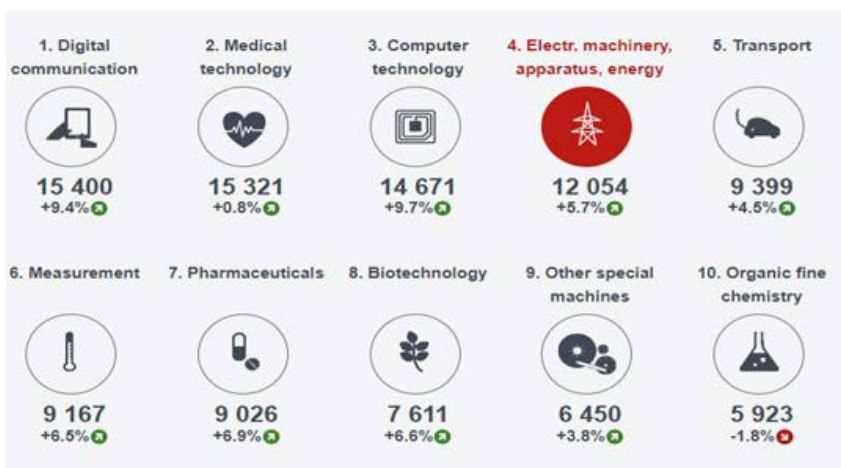 1. Digital
communication
2. Medical
technology
3. Computer
technology
4. Electr. machinery,
apparatus, energy
5. Transport
15 400
+9.4%
15 321
+0.8%
14 671
+9.7%
12 054
+5.7%
9 399
+4.5%
6. Measurement
7. Pharmaceuticals
8. Biotechnology
9. Other special
machines
10. Organic fine
chemistry
9 167
+6.5%
9 026
+6.9%
7 611
+6.6%
6 450
+3.8%
5 923
-1.8%